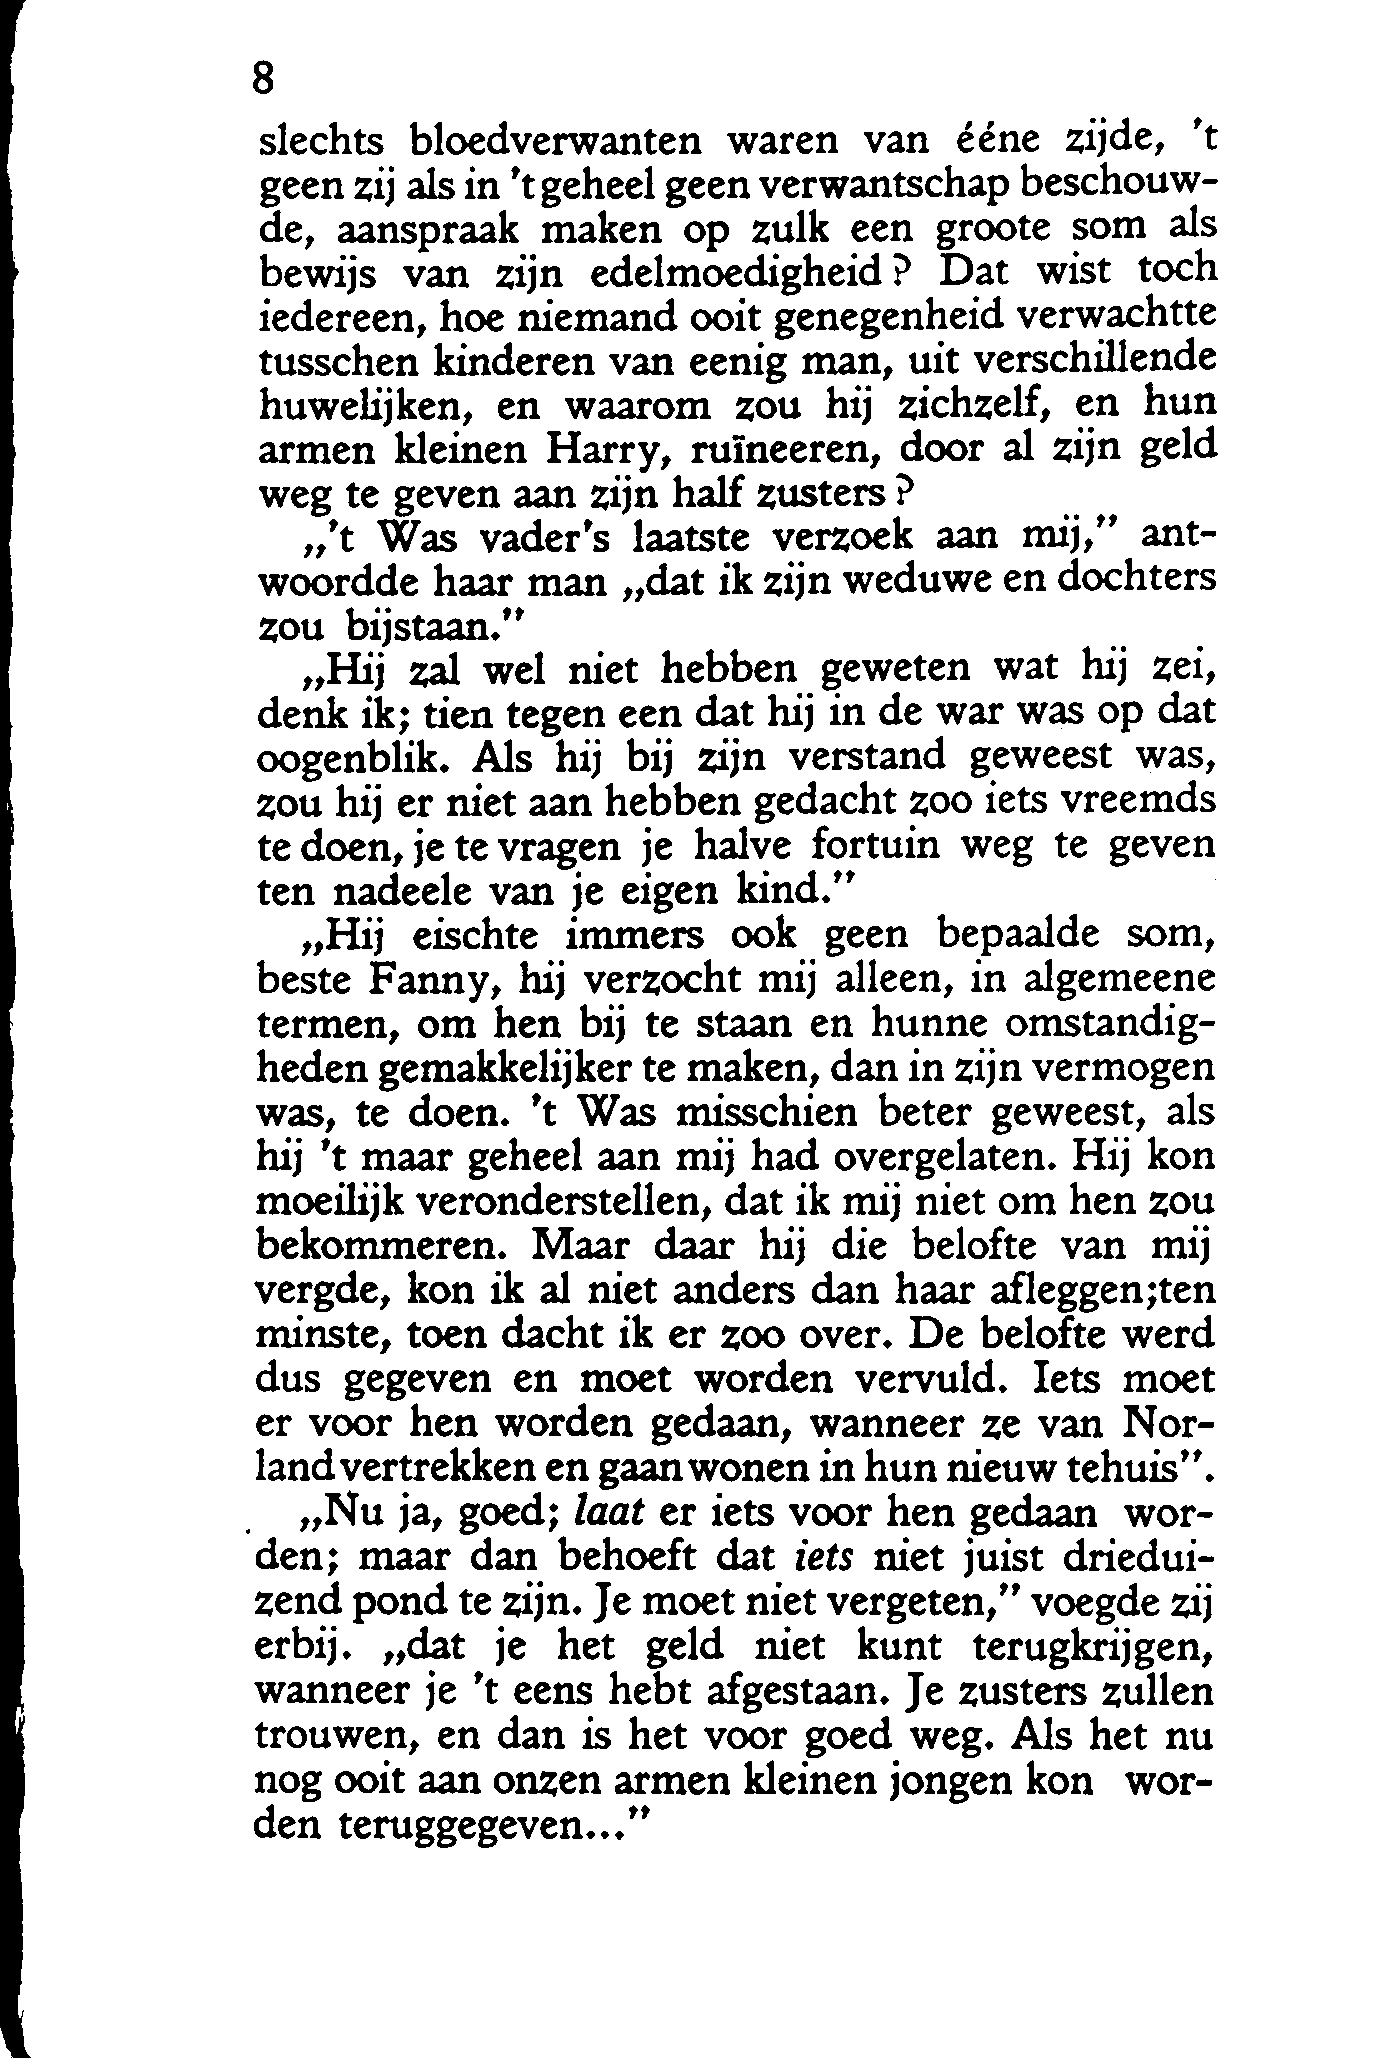 8
slechts bloedverwanten waren van ééne zijde, 't
geen zij als in 't geheel geen verwantschap beschouw-
de, aanspraak maken op zulk een groote som als
bewijs van zijn edelmoedigheid? Dat wist toch
iedereen, hoe niemand ooit genegenheid verwachtte
tusschen kinderen van eenig man, uit verschillende
huwelijken, en waarom zou hij zichzelf, en hun
armen kleinen Harry, ruïneeren, door al zijn geld
weg te geven aan zijn half zusters?
„'t Was vader's laatste verzoek aan mij,” ant-
woordde haar man „dat ik zijn weduwe en dochters
zou bijstaan.”
„Hij zal wel niet hebben geweten wat hij zei,
denk ik; tien tegen een dat hij in de war was op dat
oogenblik. Als hij bij zijn verstand geweest was,
zou hij er niet aan hebben gedacht zoo iets vreemds
te doen, je te vragen je halve fortuin weg te geven
ten nadeele van je eigen kind.”
„Hij eischte immers ook geen bepaalde som,
beste Fanny, hij verzocht mij alleen, in algemeene
termen, om hen bij te staan en hunne omstandig-
heden gemakkelijker te maken, dan in zijn vermogen
was, te doen. 't Was misschien beter geweest, als
hij 't maar geheel aan mij had overgelaten. Hij kon
moeilijk veronderstellen, dat ik mij niet om hen zou
bekommeren. Maar daar hij die belofte van mij
vergde, kon ik al niet anders dan haar afleggen;ten
minste, toen dacht ik er zoo over. De belofte werd
dus gegeven en moet worden vervuld. Iets moet
er voor hen worden gedaan, wanneer ze van Nor-
land vertrekken en gaan wonen in hun nieuw tehuis”.
„Nu ja, goed; laat er iets voor hen gedaan wor-
den; maar dan behoeft dat iets niet juist driedui-
zend pond te zijn. Je moet niet vergeten,” voegde zij
erbij. „dat je het geld niet kunt terugkrijgen,
wanneer je 't eens hebt afgestaan. Je zusters zullen
trouwen, en dan is het voor goed weg. Als het nu
nog ooit aan onzen armen kleinen jongen kon wor-
den teruggegeven...”